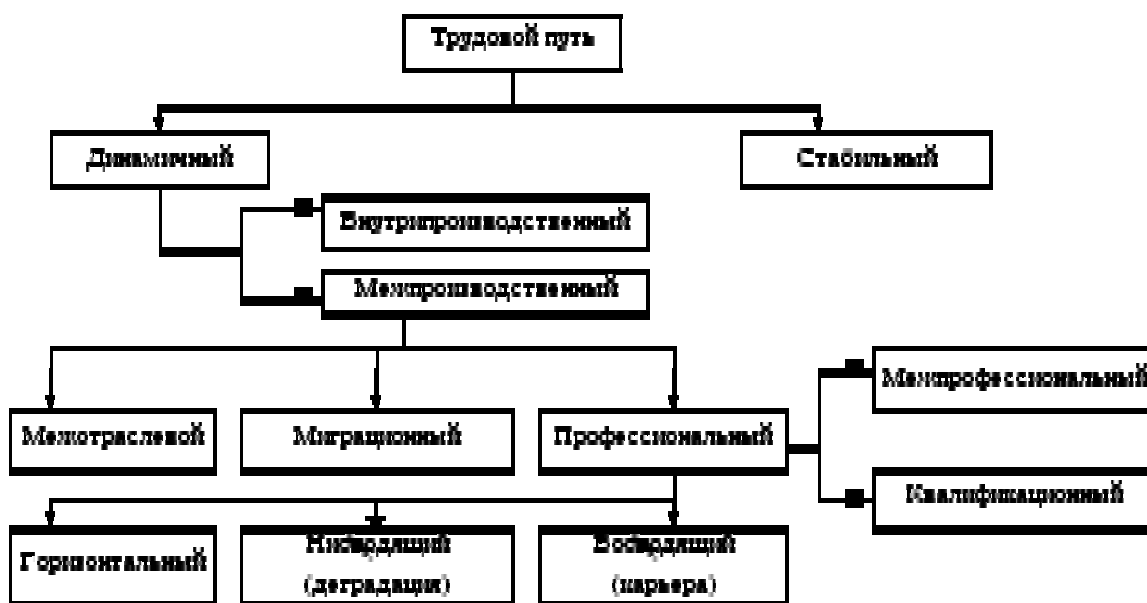 Трудовой путь
Динамичный
Стабильный
Внутрипроизводственный
Межпроизводственный
Межпрофессиональный
Межотраслевой
Миграционный
Профессиональный
Квалификационный
Горизонтальный
Нисходящий
(деградация)
Восходящий
(карьера)